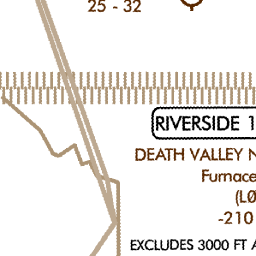 25 - 32
RIVERSIDE 1
DEATH VALLEY N
Furnace
(LØ
-210
EXCLUDES 3000 FT A